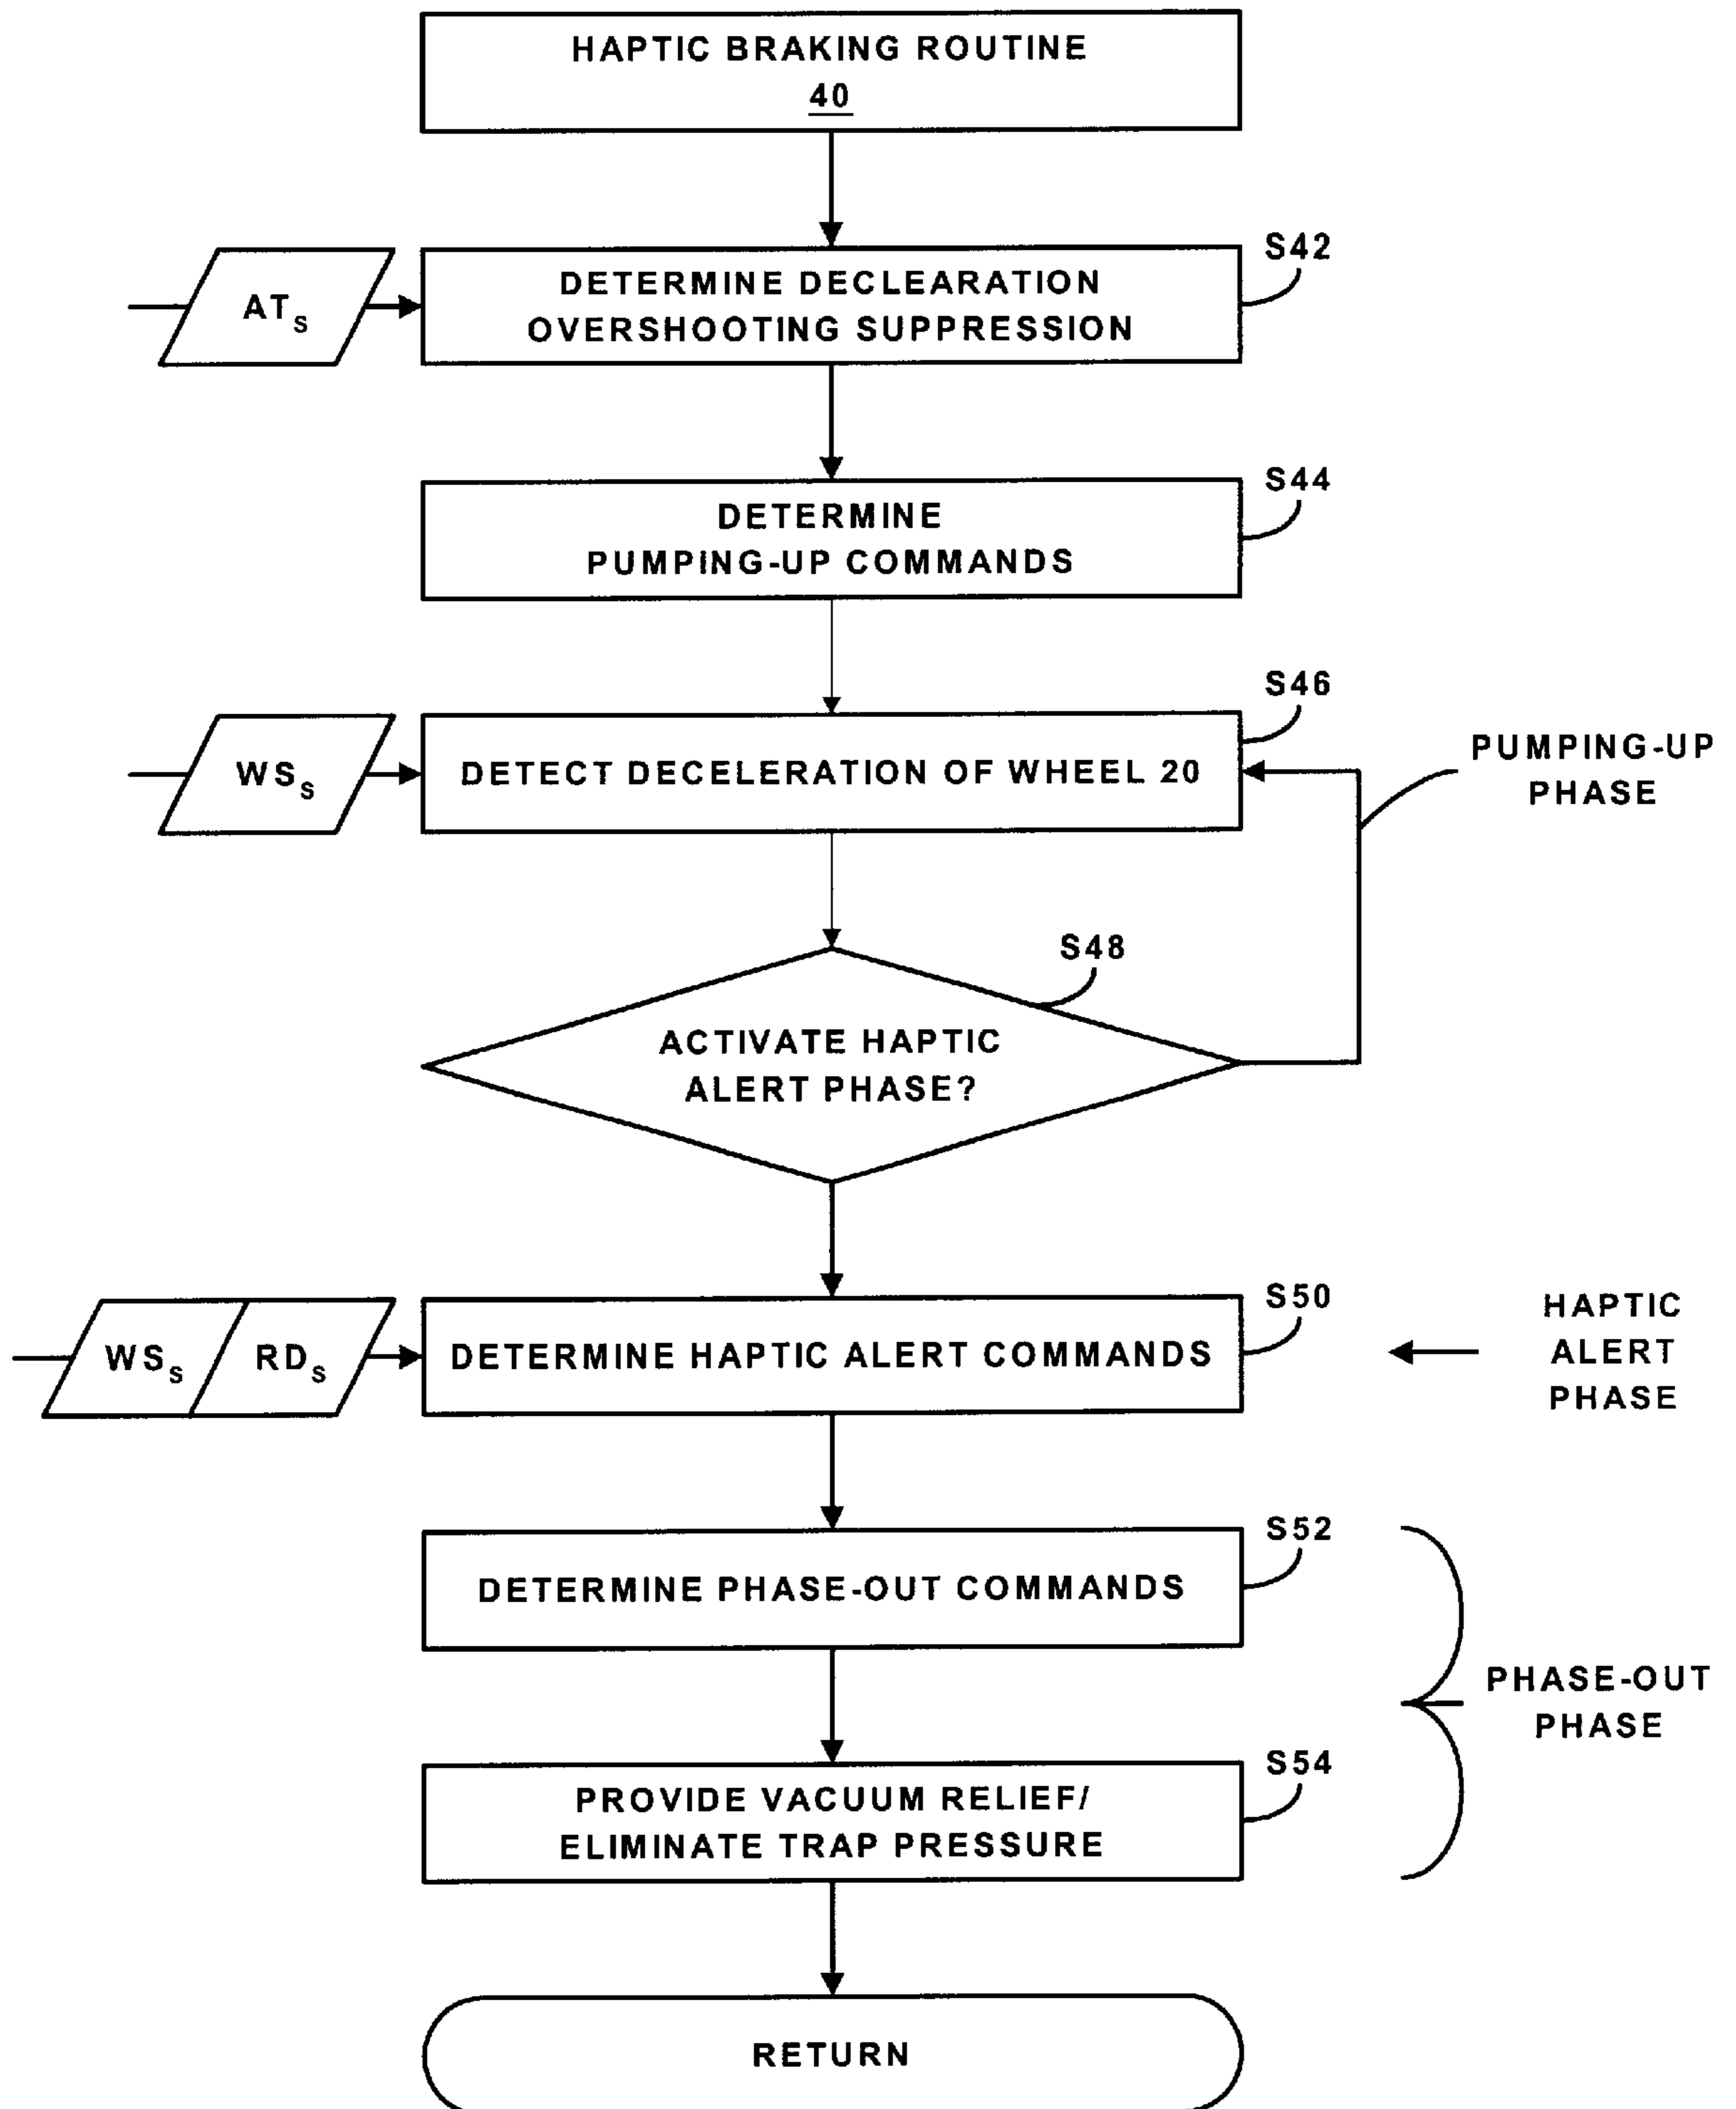 HAPTIC BRAKING ROUTINE
40
S42
ATS
DETERMINE DECLEARATION
OVERSHOOTING SUPPRESSION
S44
DETERMINE
PUMPING-UP COMMANDS
S46
WSS
DETECT DECELERATION OF WHEEL 20
PUMPING-UP
PHASE
S48
ACTIVATE HAPTIC
ALERT PHASE?
S50
WSS RDS
DETERMINE HAPTIC ALERT COMMANDS
HAPTIC
ALERT
PHASE
S52
DETERMINE PHASE-OUT COMMANDS
PHASE-OUT
PHASE
S54
PROVIDE VACUUM RELIEF/
ELIMINATE TRAP PRESSURE
RETURN